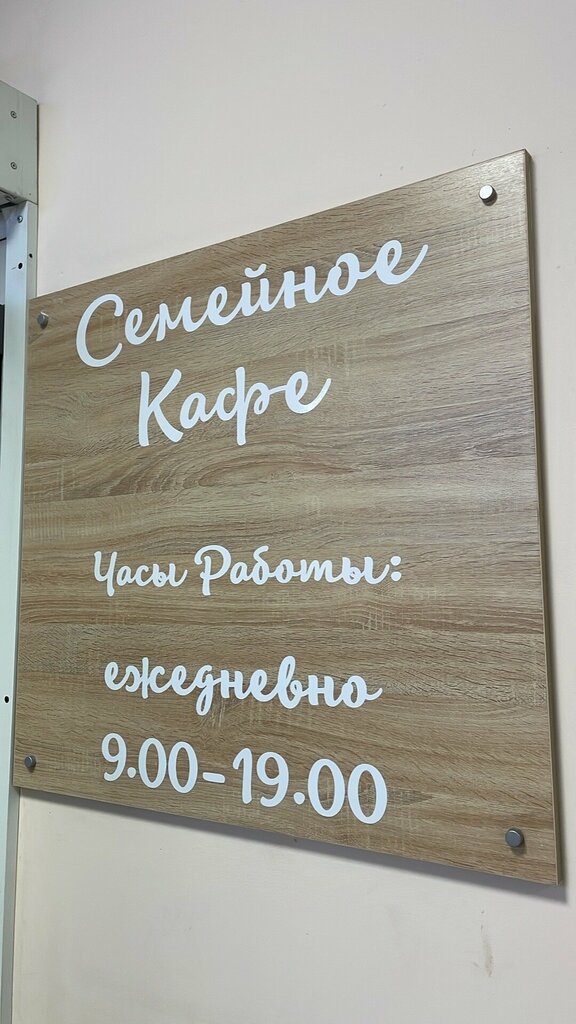 Семейное
Кафе
Часы Работы:
ежедневно
9.00-19.00